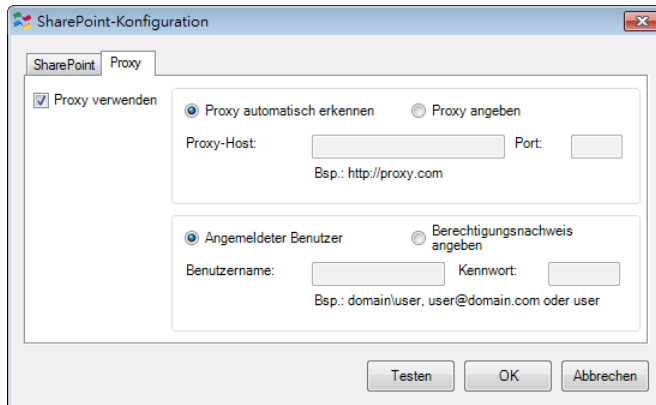 SharePoint-Konfiguration
SharePoint Proxy
Proxy verwenden
Proxy automatisch erkennen Proxy angeben
Proxy-Host: Port:
Bsp.: http://proxy.com
Angemeldeter Benutzer Berechtigungsnachweis
angeben
Benutzername: Kennwort:
Bsp.: domain\user, user@domain.com oder user
Testen OK Abbrechen